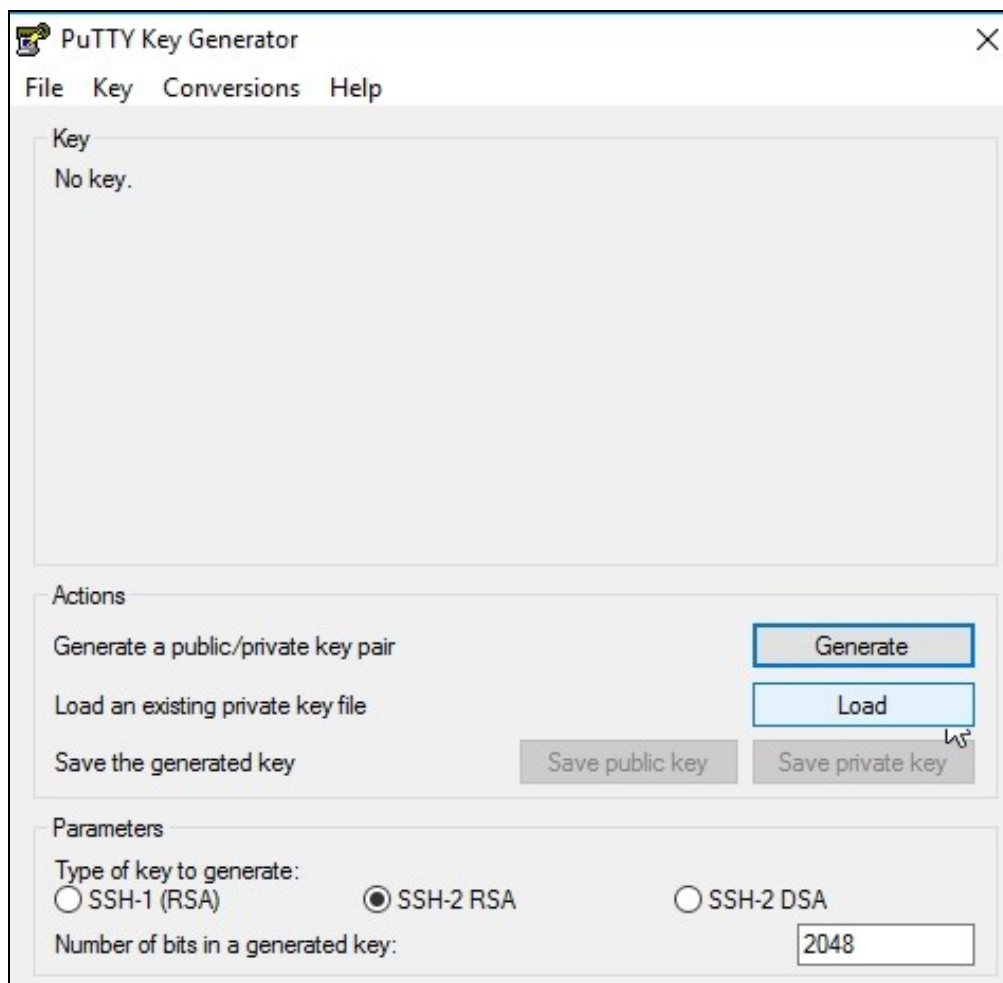 PuTTY Key Generator
File Key Conversions Help
Key
No key.
Actions
Generate a public/private key pair Generate
Load an existing private key file Load
Save the generated key Save public key Save private key
Parameters
Type of key to generate:
SSH-1 (RSA) SSH-2 RSA SSH-2 DSA
Number of bits in a generated key: 2048